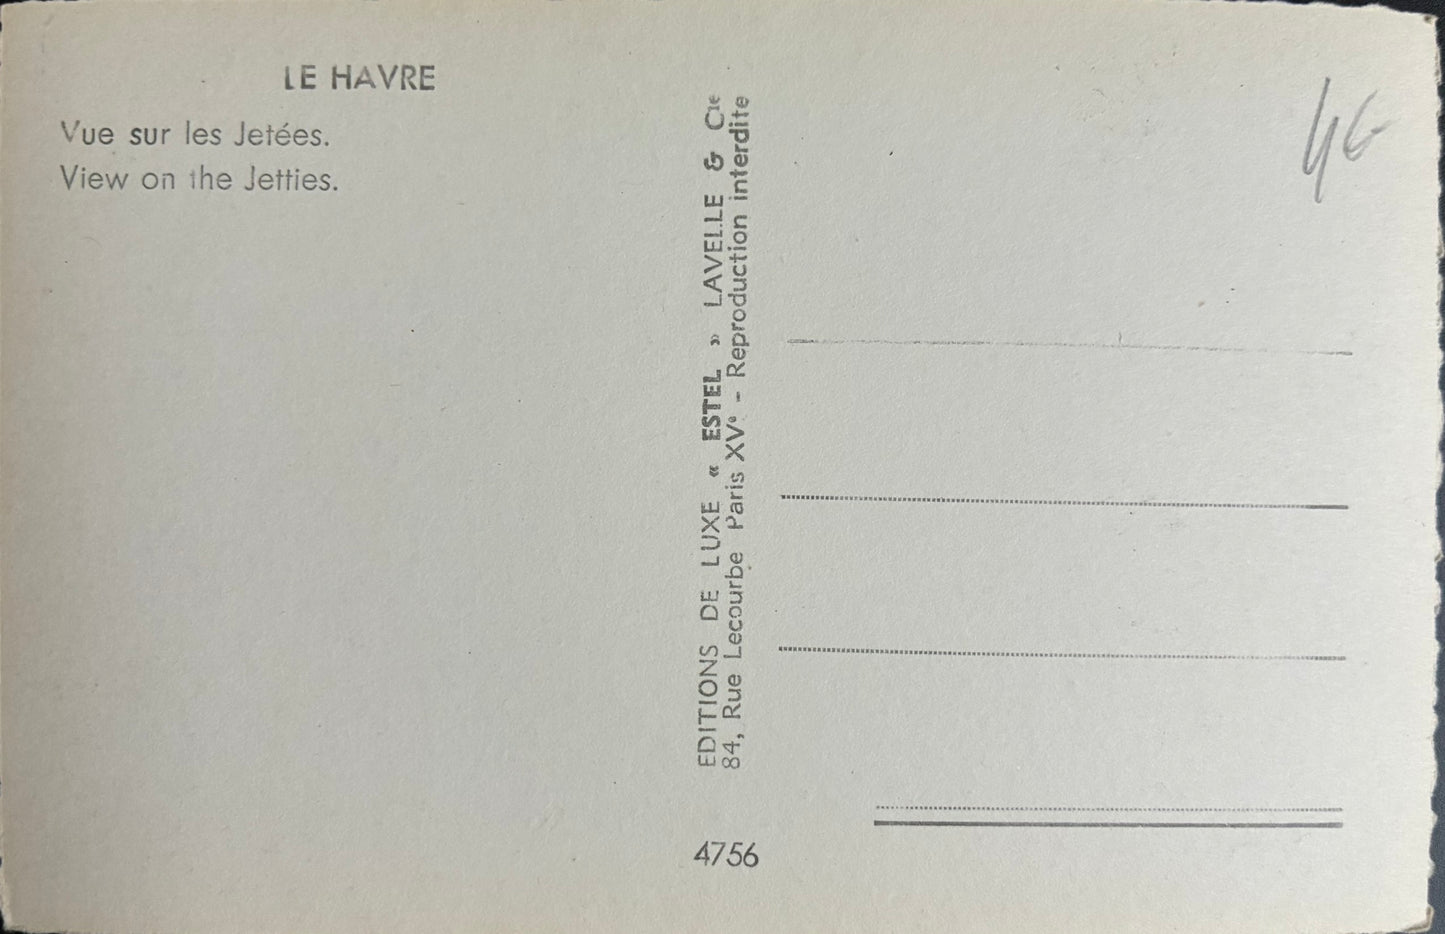 LE HAVRE
Vue sur les Jetées.
View on the Jetties.
EDITIONS DE LUXE « ESTEL » LAVELLE & Cie
84, Rue Lecourbe Paris XVe - Reproduction interdite
4756